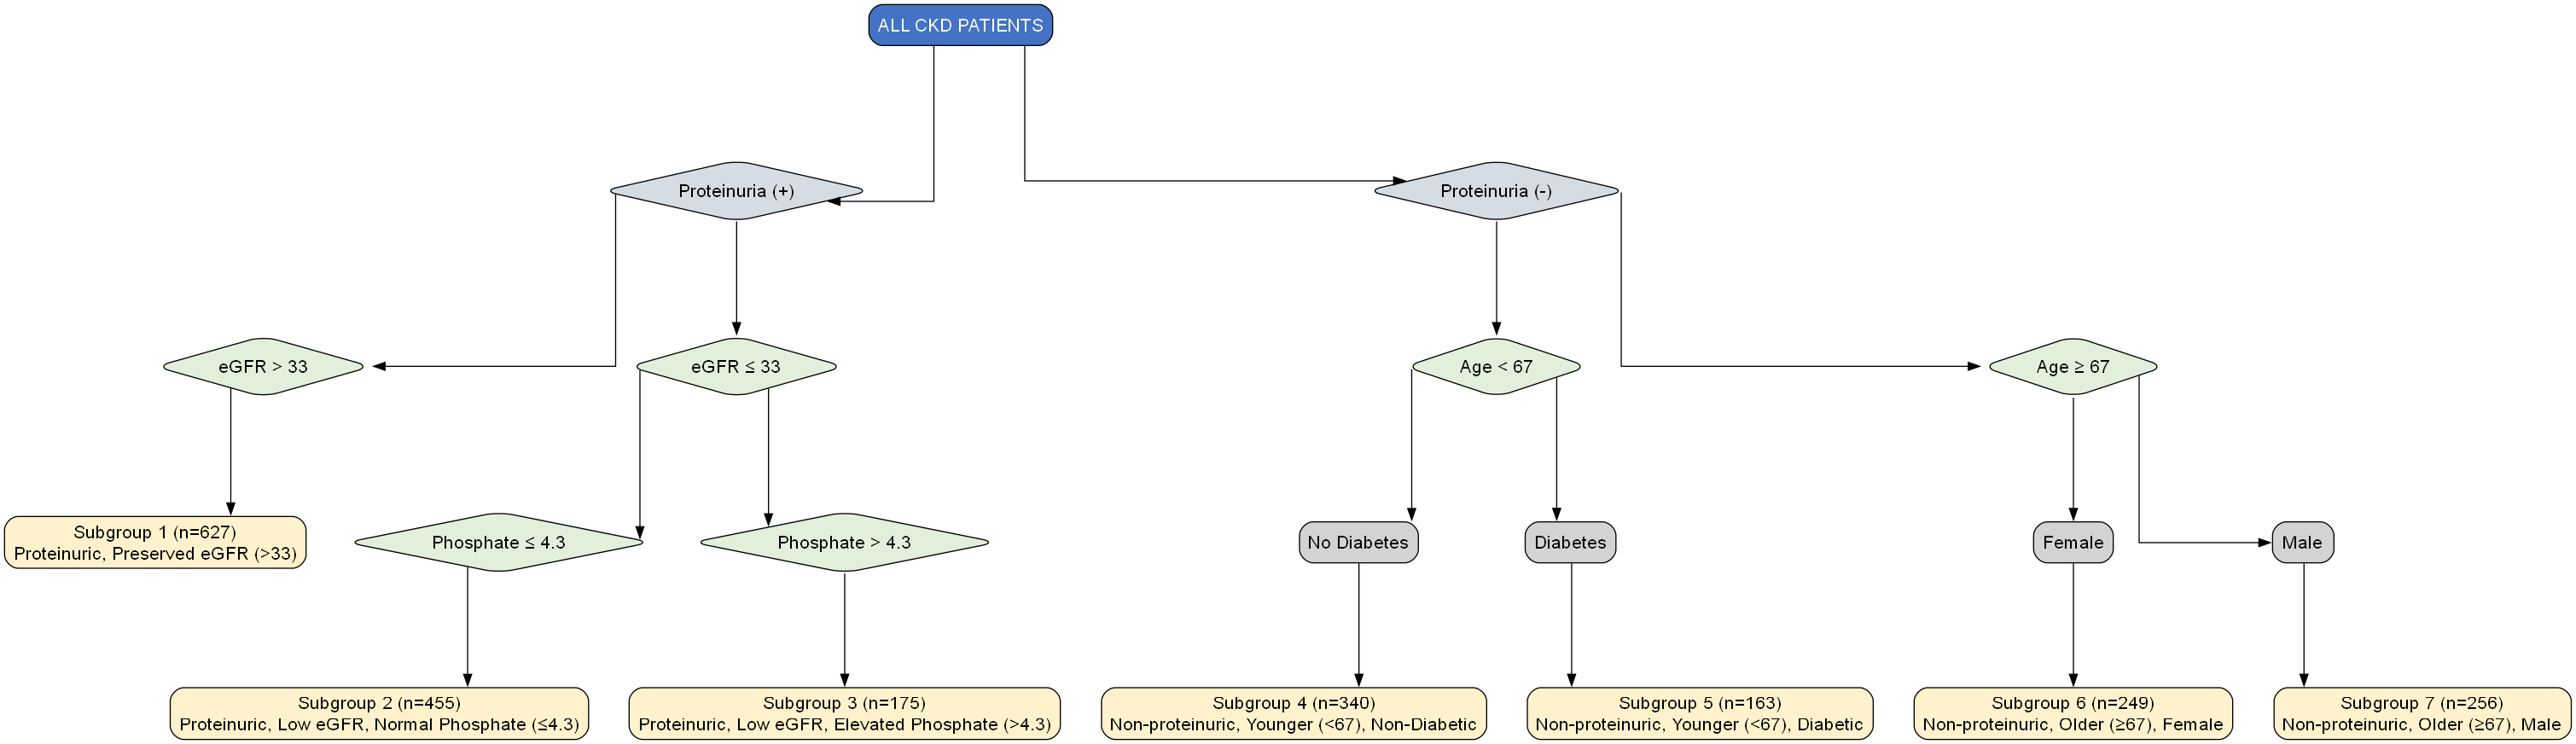 ALL CKD PATIENTS
Proteinuria (+)
Proteinuria (-)
eGFR > 33
eGFR ≤ 33
Age < 67
Age ≥ 67
Subgroup 1 (n=627)
Proteinuric, Preserved eGFR (>33)
Phosphate ≤ 4.3
Phosphate > 4.3
No Diabetes
Diabetes
Female
Male
Subgroup 2 (n=455)
Proteinuric, Low eGFR, Normal Phosphate (≤4.3)
Subgroup 3 (n=175)
Proteinuric, Low eGFR, Elevated Phosphate (>4.3)
Subgroup 4 (n=340)
Non-proteinuric, Younger (<67), Non-Diabetic
Subgroup 5 (n=163)
Non-proteinuric, Younger (<67), Diabetic
Subgroup 6 (n=249)
Non-proteinuric, Older (≥67), Female
Subgroup 7 (n=256)
Non-proteinuric, Older (≥67), Male